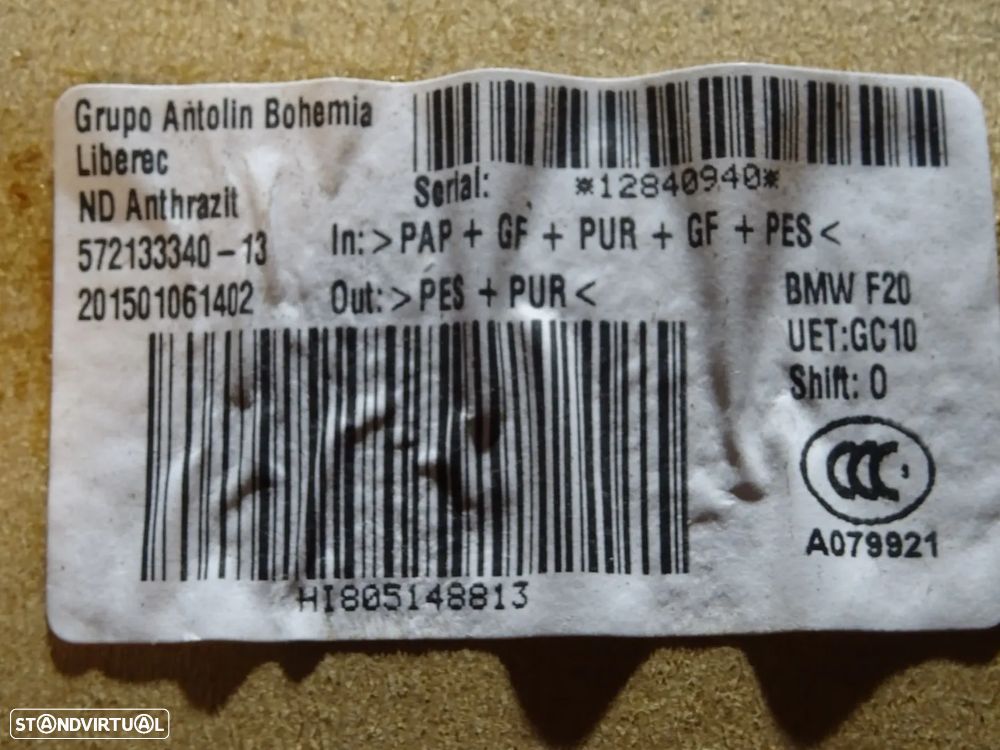 Grupo Antolin Bohemia
Liberec
ND Anthrazit
572133340-13
201501061402
Serial: *12840940*
In: >PAP + GF + PUR + GF + PES<
Out: >PES + PUR<
BMW F20
UET:GC10
Shift: 0
CCC
A079921
HI805148813
STANDVIRTUAL